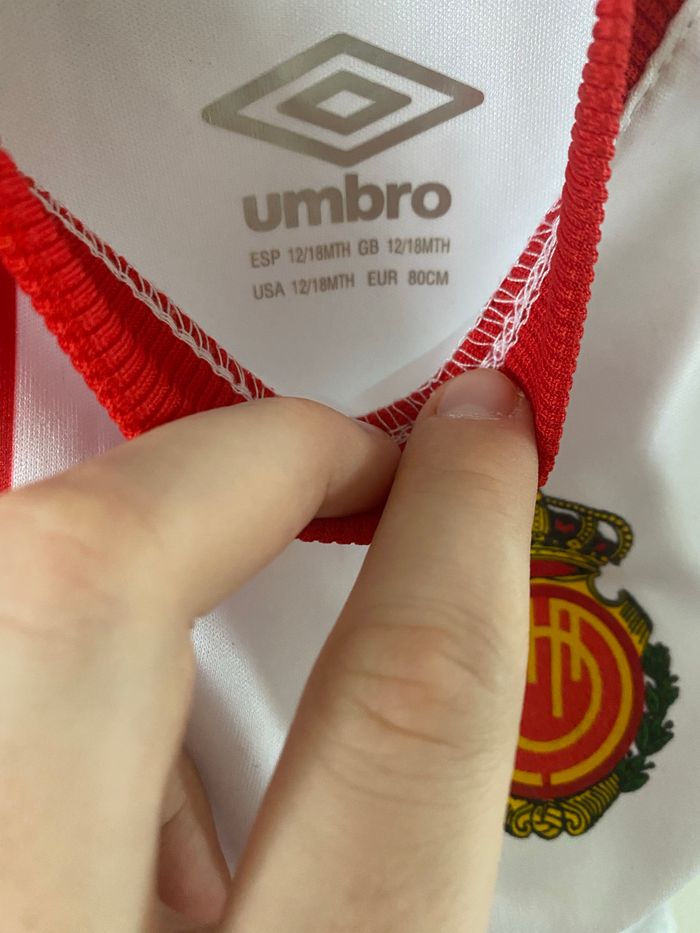 umbro
ESP 12/18MTH GB 12/18MTH
USA 12/18MTH EUR 80CM